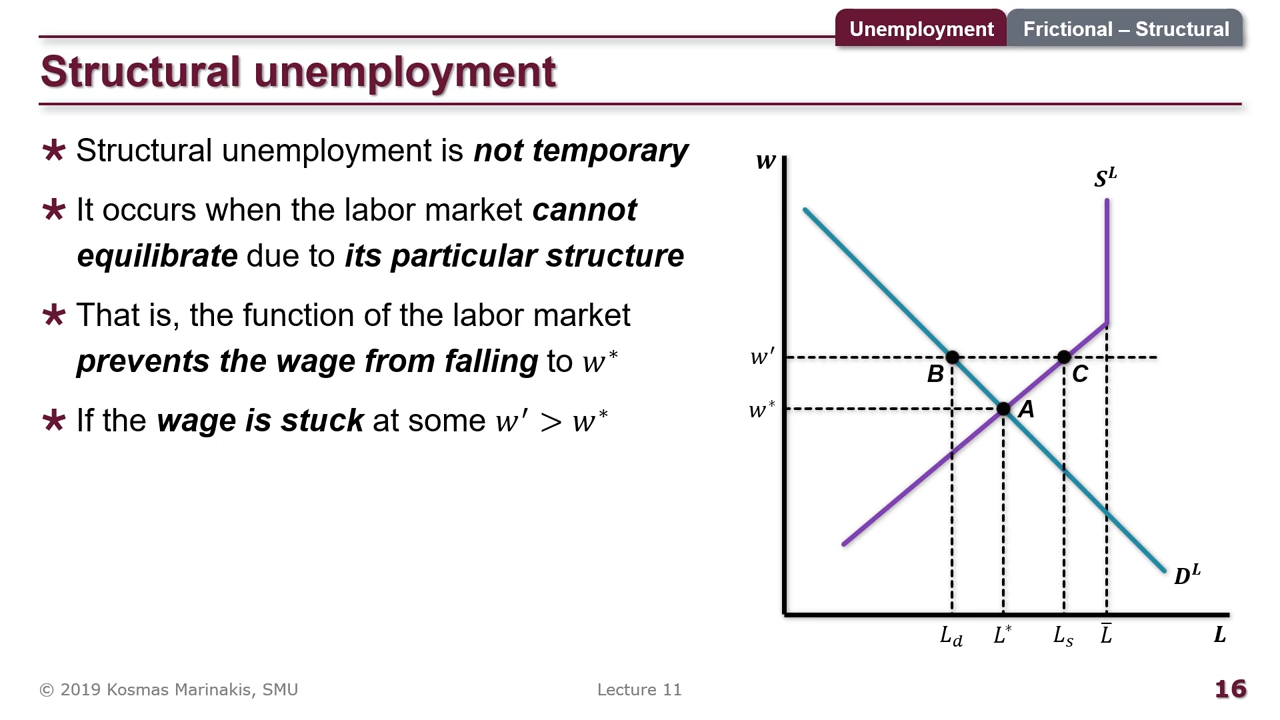 Unemployment
Frictional – Structural
Structural unemployment
* Structural unemployment is not temporary
* It occurs when the labor market cannot
equilibrate due to its particular structure
* That is, the function of the labor market
prevents the wage from falling to w*
* If the wage is stuck at some w′ > w*
w
Sᴸ
w′
B
C
w*
A
Dᴸ
L_d
L*
L_s
L̄
L
© 2019 Kosmas Marinakis, SMU
Lecture 11
16